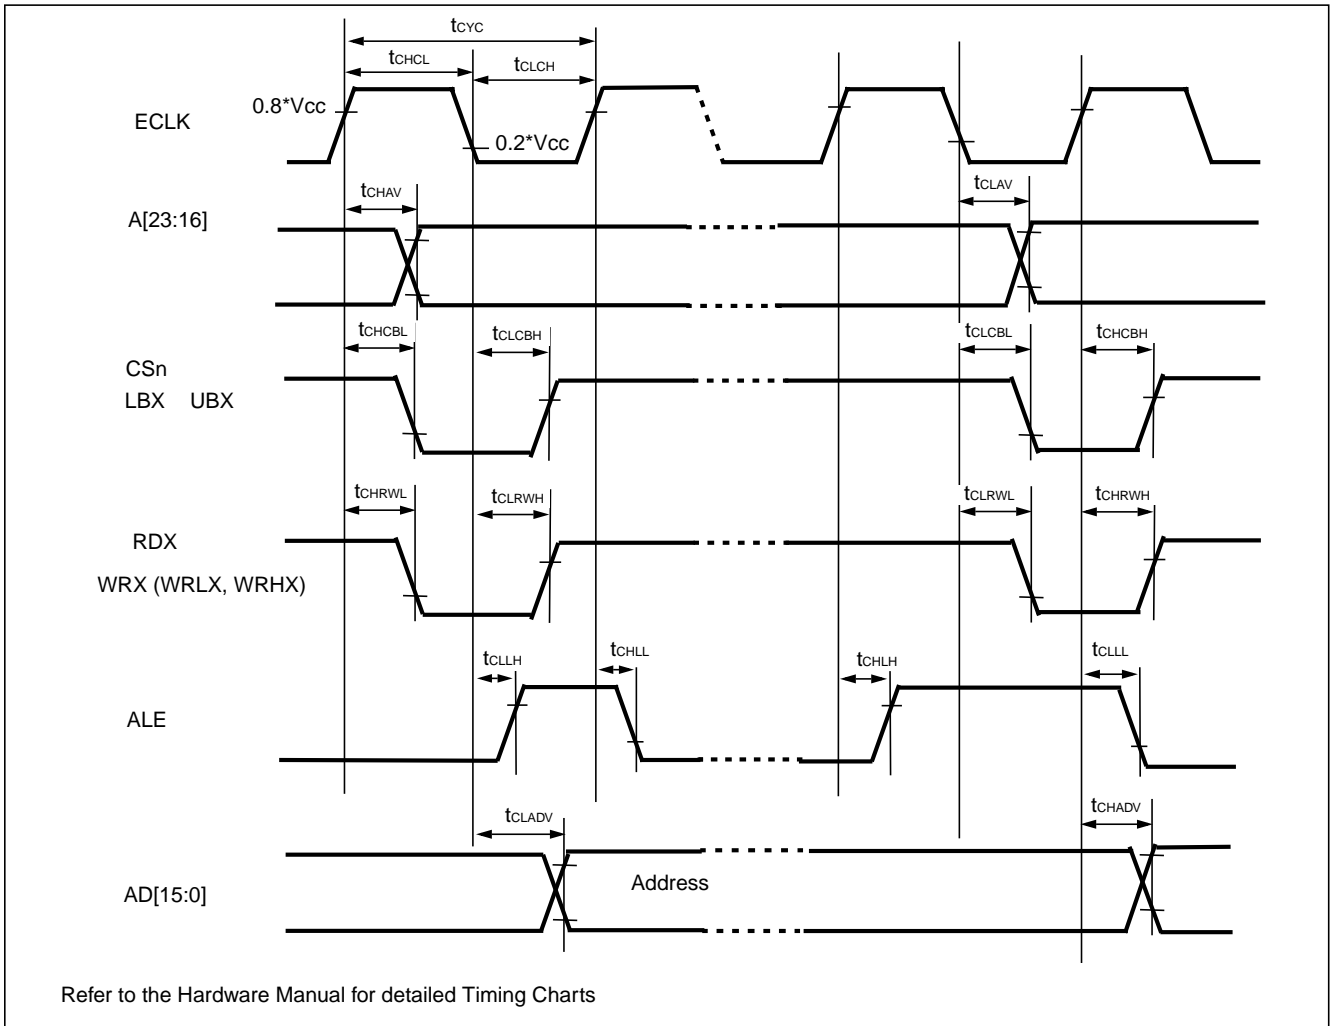 tCYC
tCHCL tCLCH
0.8*Vcc
ECLK
0.2*Vcc
tCHAV tCLAV
A[23:16]
tCHCBL tCLCBH tCLCBL tCHCBH
CSn
LBX UBX
tCHRWL tCLRWH tCLRWL tCHRWH
RDX
WRX (WRLX, WRHX)
tCLLH tCHLL tCHLH tCLLL
ALE
tCLADV tCHADV
Address
AD[15:0]
Refer to the Hardware Manual for detailed Timing Charts